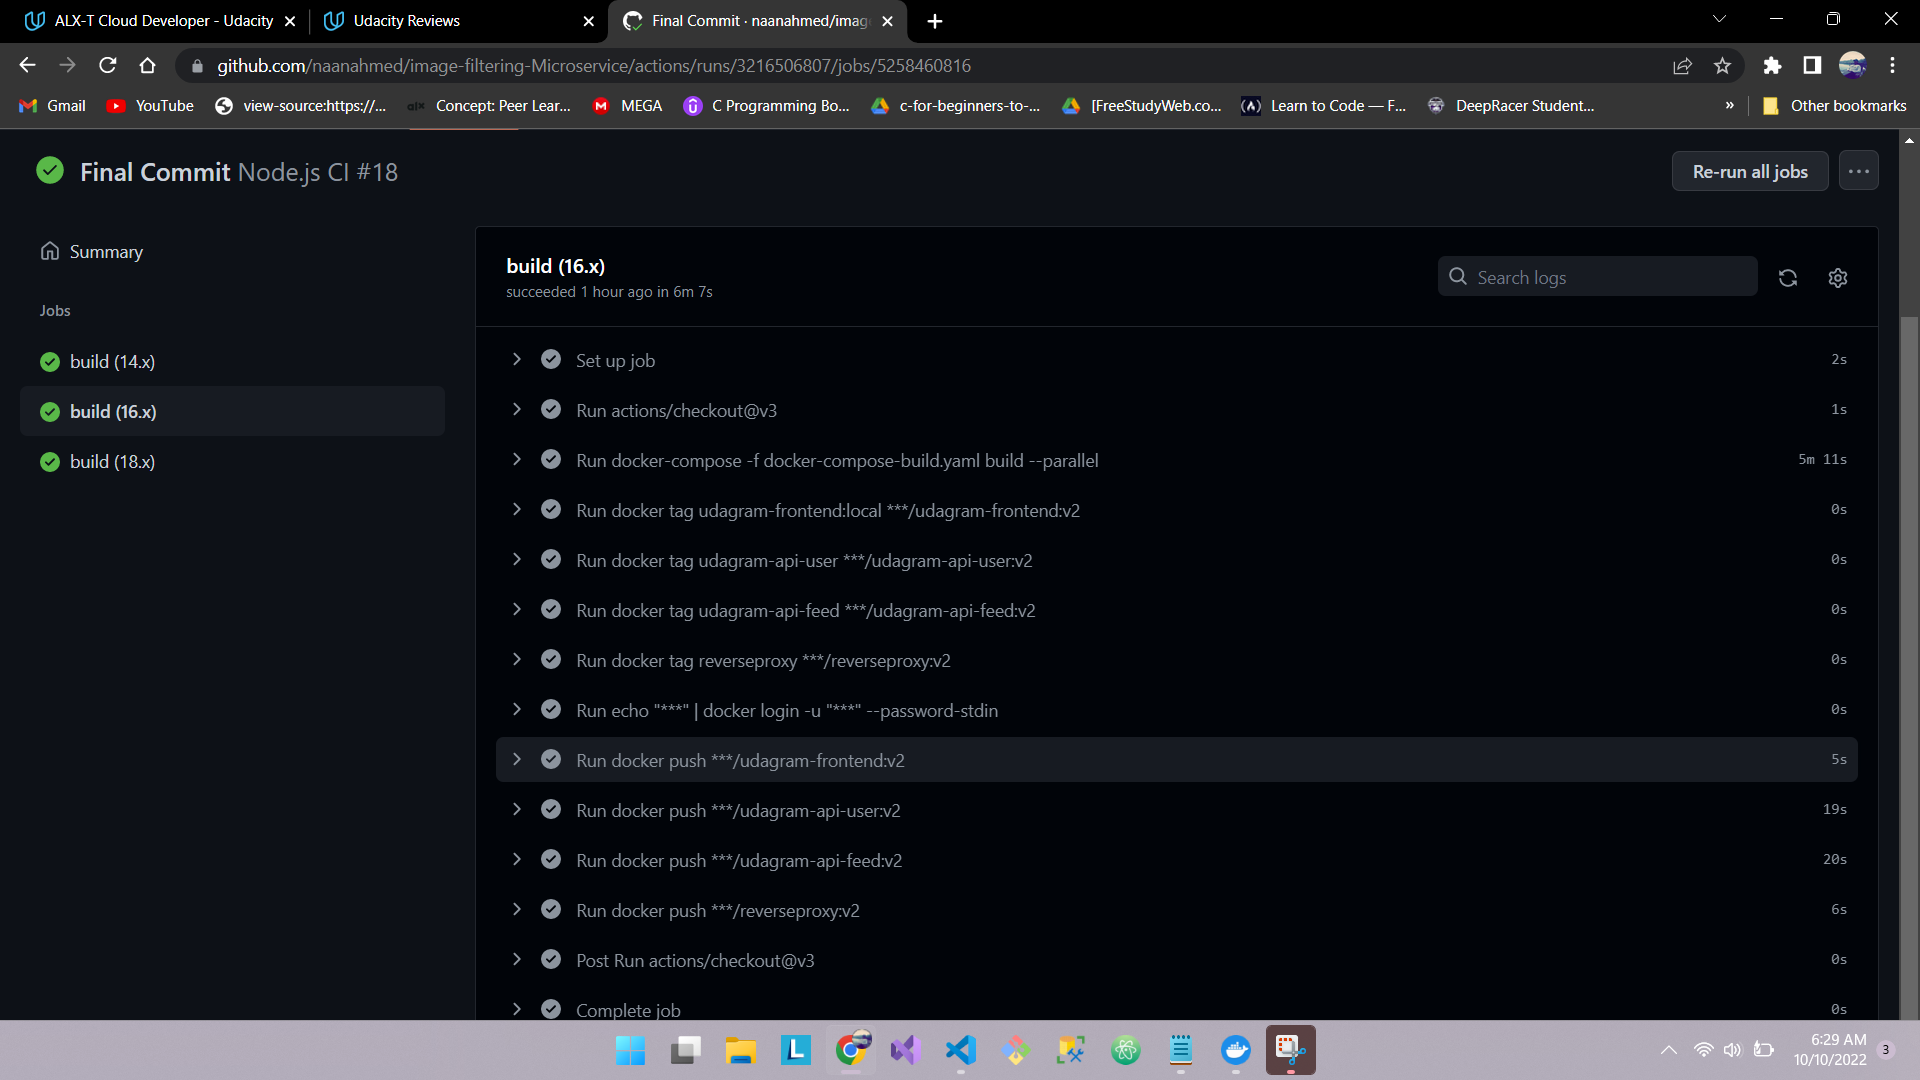 ALX-T Cloud Developer - Udacity
Udacity Reviews
Final Commit · naanahmed/imag
github.com/naanahmed/image-filtering-Microservice/actions/runs/3216506807/jobs/5258460816
Gmail
YouTube
view-source:https://...
alx
Concept: Peer Lear...
MEGA
C Programming Bo...
c-for-beginners-to-...
[FreeStudyWeb.co...
Learn to Code — F...
DeepRacer Student...
»
Other bookmarks
Final Commit Node.js CI #18
Re-run all jobs
Summary
Jobs
build (14.x)
build (16.x)
build (18.x)
build (16.x)
succeeded 1 hour ago in 6m 7s
Search logs
Set up job 2s
Run actions/checkout@v3 1s
Run docker-compose -f docker-compose-build.yaml build --parallel 5m 11s
Run docker tag udagram-frontend:local ***/udagram-frontend:v2 0s
Run docker tag udagram-api-user ***/udagram-api-user:v2 0s
Run docker tag udagram-api-feed ***/udagram-api-feed:v2 0s
Run docker tag reverseproxy ***/reverseproxy:v2 0s
Run echo "***" | docker login -u "***" --password-stdin 0s
Run docker push ***/udagram-frontend:v2 5s
Run docker push ***/udagram-api-user:v2 19s
Run docker push ***/udagram-api-feed:v2 20s
Run docker push ***/reverseproxy:v2 6s
Post Run actions/checkout@v3 0s
Complete job 0s
L
6:29 AM
10/10/2022
3